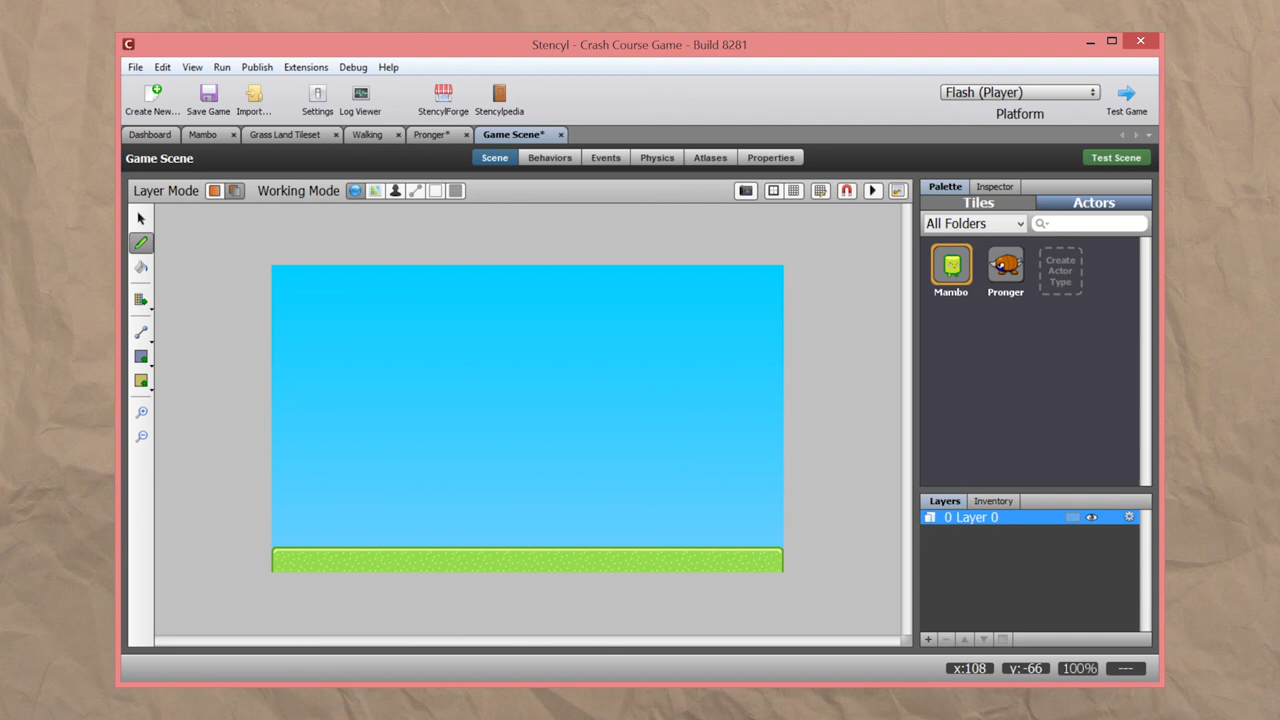 Stencyl - Crash Course Game - Build 8281
File Edit View Run Publish Extensions Debug Help
Create New... Save Game Import... Settings Log Viewer StencylForge Stencylpedia
Flash (Player)
Platform
Test Game
Dashboard Mambo Grass Land Tileset Walking Pronger* Game Scene*
Game Scene
Scene Behaviors Events Physics Atlases Properties
Test Scene
Layer Mode Working Mode
Palette Inspector
Tiles Actors
All Folders
Mambo Pronger
Create
Actor
Type
Layers Inventory
0 Layer 0
x:108 y:-66 100% ---